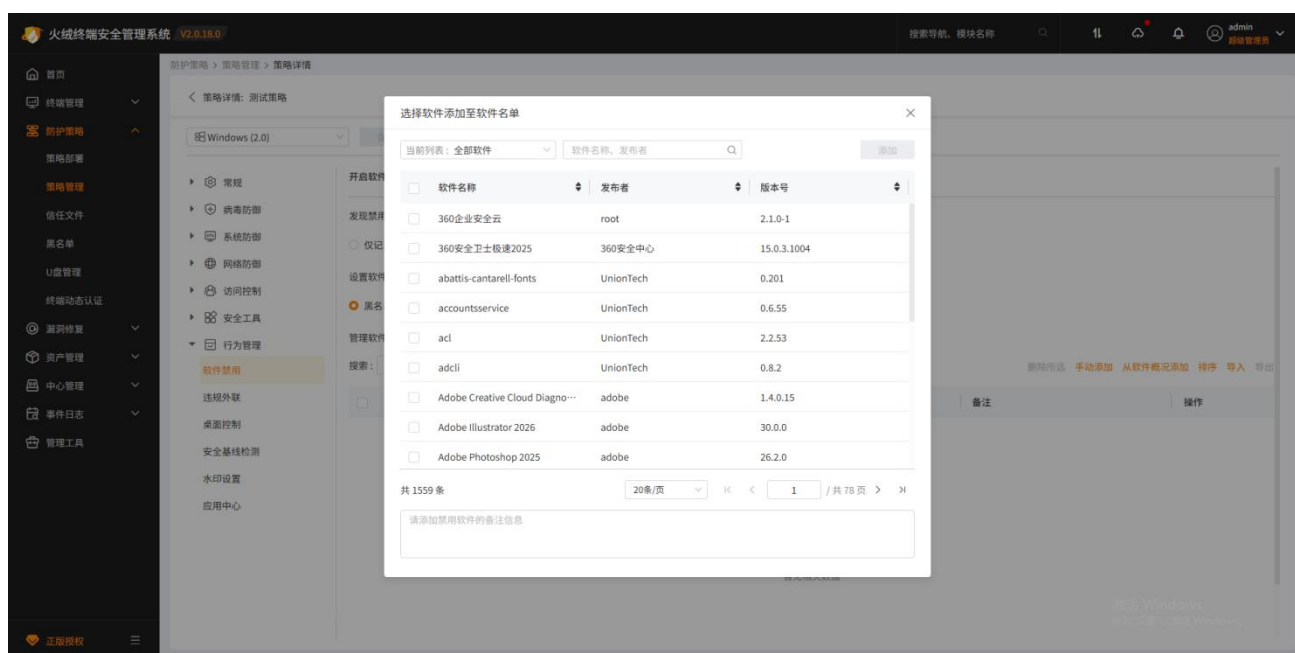 火绒终端安全管理系统 V2.0.18.0 搜索导航、模块名称 admin
超级管理员
首页
终端管理
防护策略
策略部署
策略管理
信任文件
黑名单
U盘管理
终端动态认证
漏洞修复
资产管理
中心管理
事件日志
管理工具
正版授权
防护策略 > 策略管理 > 策略详情
策略详情: 测试策略
Windows (2.0)
常规
病毒防御
系统防御
网络防御
访问控制
安全工具
行为管理
软件禁用
违规外联
桌面控制
安全基线检测
水印设置
应用中心
开启软件
发现禁用
仅记
设置软件
黑名
管理软件
搜索:
删除所选 手动添加 从软件概况添加 排序 导入 导出
备注 操作
选择软件添加至软件名单
当前列表: 全部软件 软件名称、发布者 添加
软件名称 发布者 版本号
360企业安全云 root 2.1.0-1
360安全卫士极速2025 360安全中心 15.0.3.1004
abattis-cantarell-fonts UnionTech 0.201
accountsservice UnionTech 0.6.55
acl UnionTech 2.2.53
adcli UnionTech 0.8.2
Adobe Creative Cloud Diagno··· adobe 1.4.0.15
Adobe Illustrator 2026 adobe 30.0.0
Adobe Photoshop 2025 adobe 26.2.0
共 1559 条 20条/页 1 / 共 78 页
请添加禁用软件的备注信息
激活 Windows